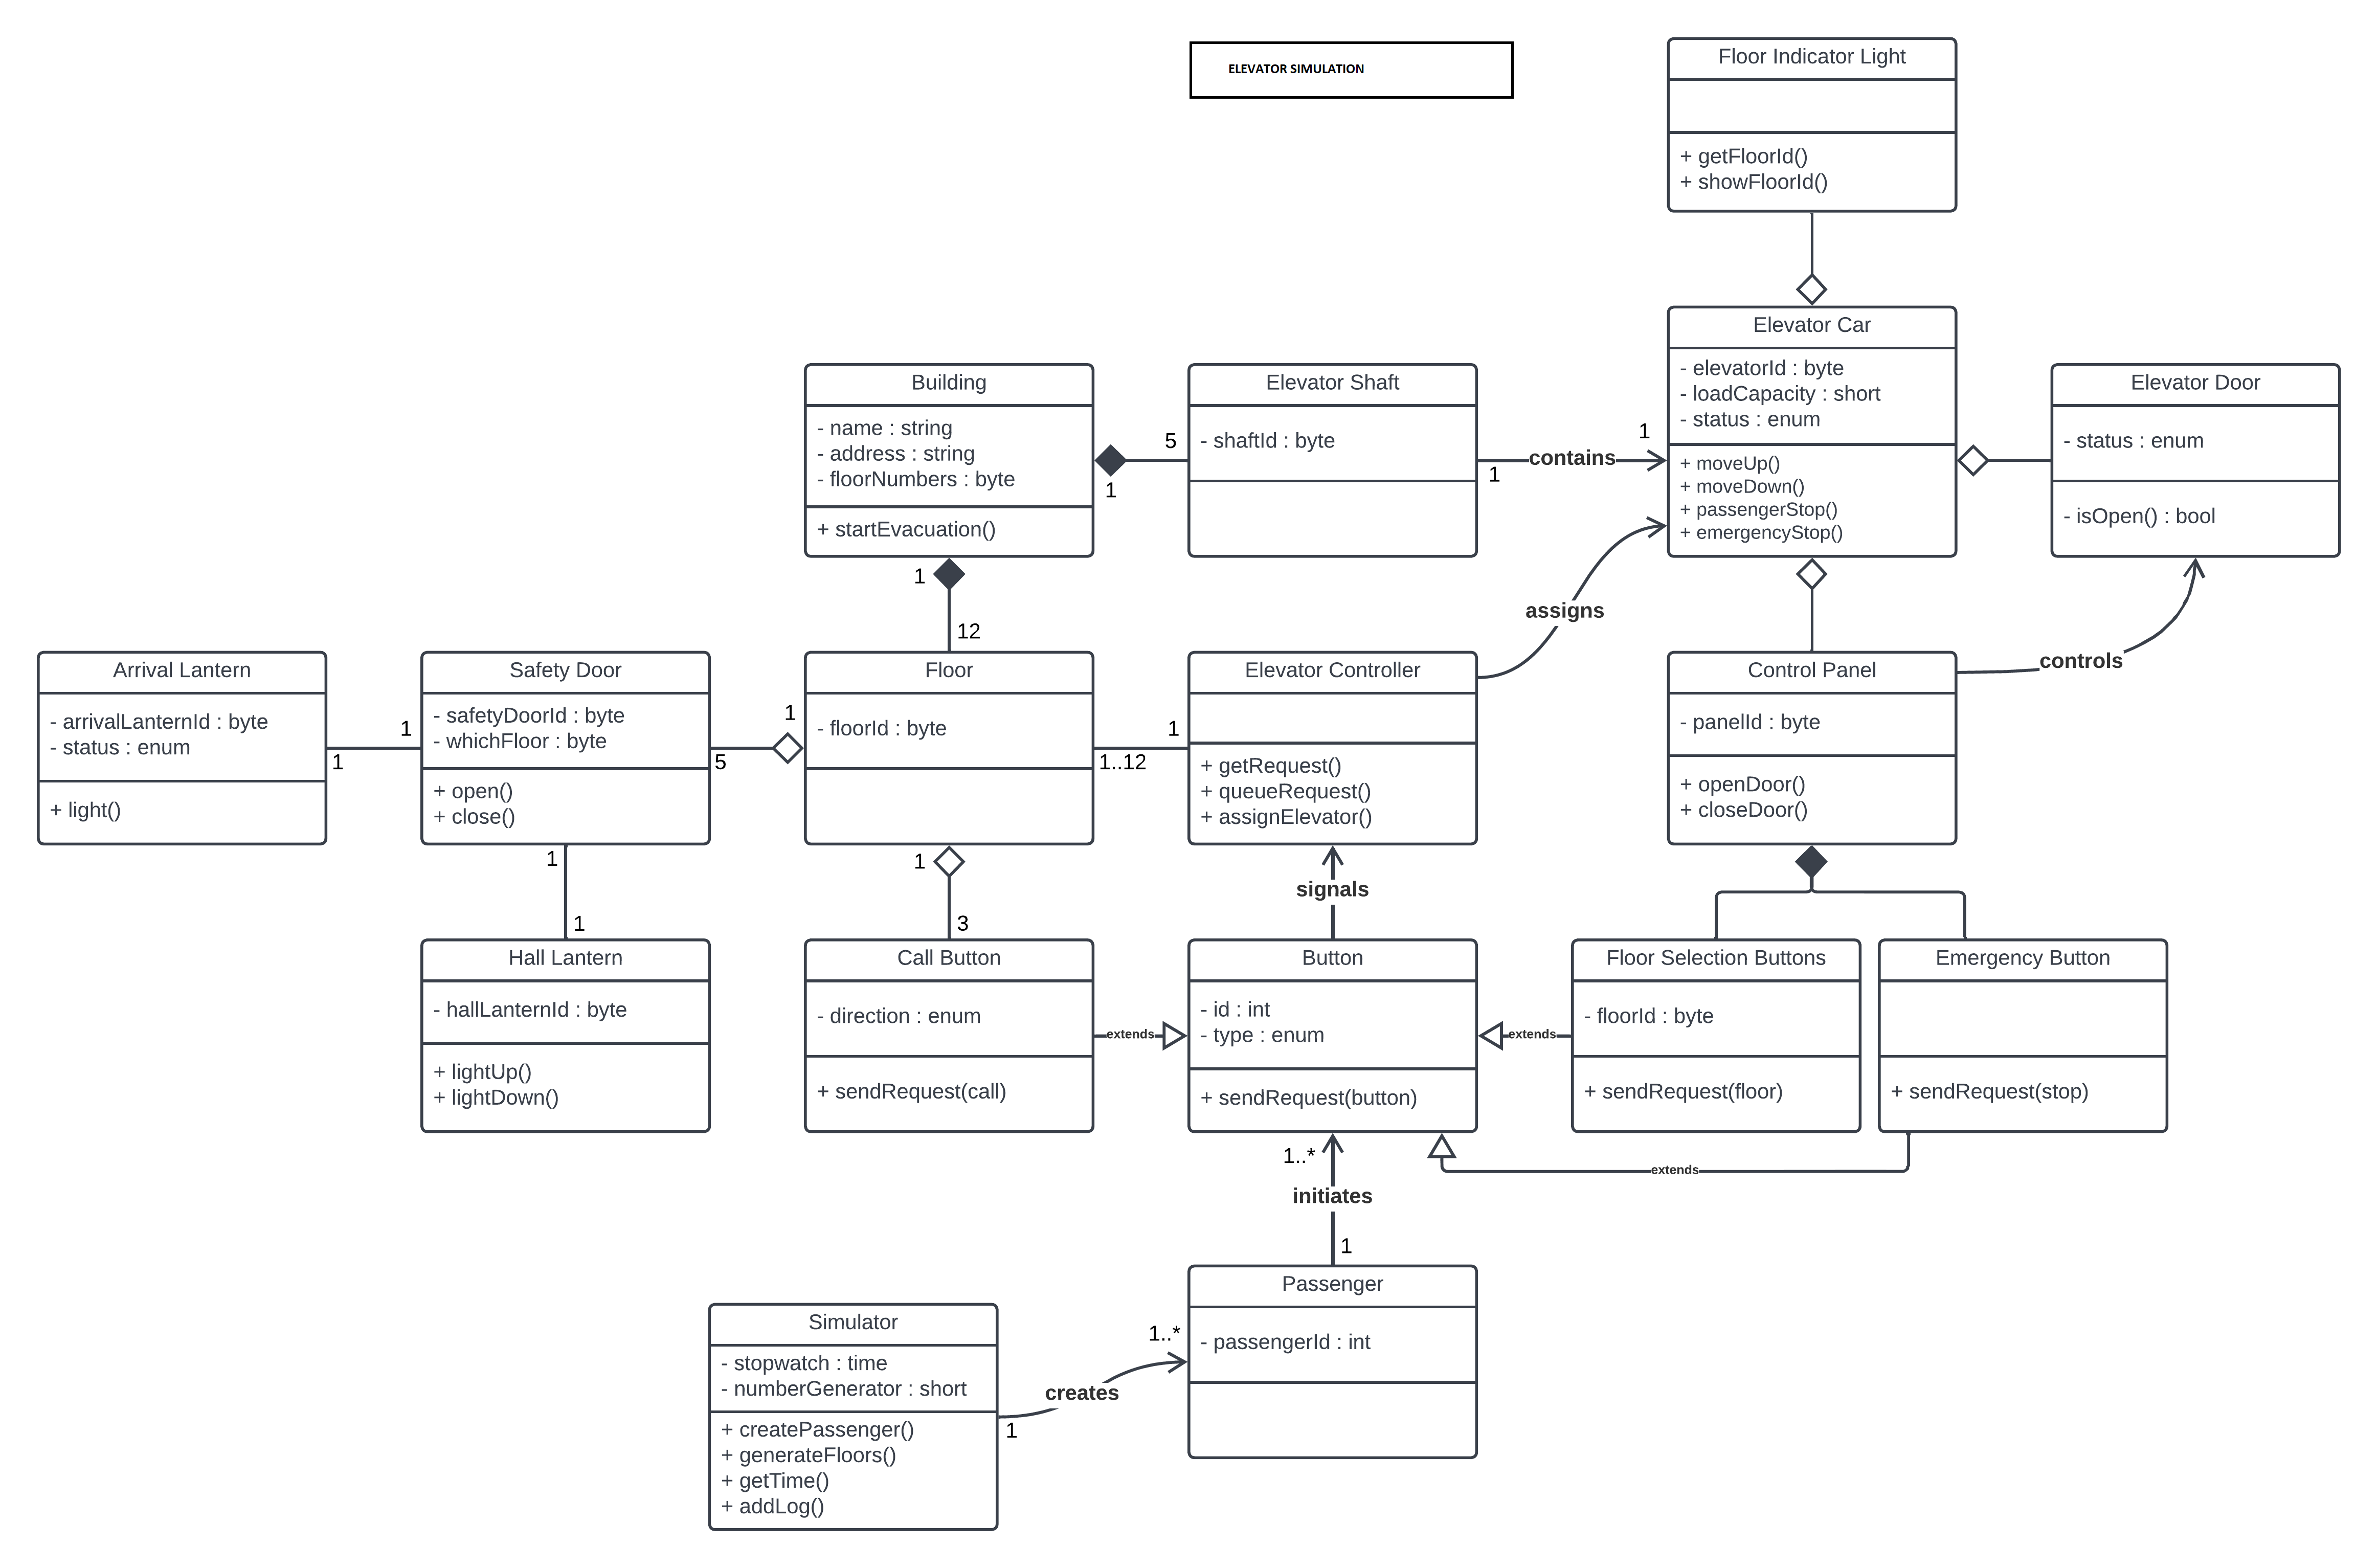 ELEVATOR SIMULATION
Floor Indicator Light
+ getFloorId()
+ showFloorId()
Elevator Car
- elevatorId : byte
- loadCapacity : short
- status : enum
+ moveUp()
+ moveDown()
+ passengerStop()
+ emergencyStop()
Building
- name : string
- address : string
- floorNumbers : byte
+ startEvacuation()
1
5
Elevator Shaft
- shaftId : byte
1
contains
1
Elevator Door
- status : enum
- isOpen() : bool
1
12
assigns
controls
Arrival Lantern
- arrivalLanternId : byte
- status : enum
+ light()
1
1
Safety Door
- safetyDoorId : byte
- whichFloor : byte
+ open()
+ close()
5
1
Floor
- floorId : byte
1..12
1
Elevator Controller
+ getRequest()
+ queueRequest()
+ assignElevator()
Control Panel
- panelId : byte
+ openDoor()
+ closeDoor()
1
1
1
3
signals
Hall Lantern
- hallLanternId : byte
+ lightUp()
+ lightDown()
Call Button
- direction : enum
+ sendRequest(call)
extends
Button
- id : int
- type : enum
+ sendRequest(button)
extends
Floor Selection Buttons
- floorId : byte
+ sendRequest(floor)
Emergency Button
+ sendRequest(stop)
extends
1..*
initiates
1
Passenger
- passengerId : int
Simulator
- stopwatch : time
- numberGenerator : short
+ createPassenger()
+ generateFloors()
+ getTime()
+ addLog()
1
creates
1..*